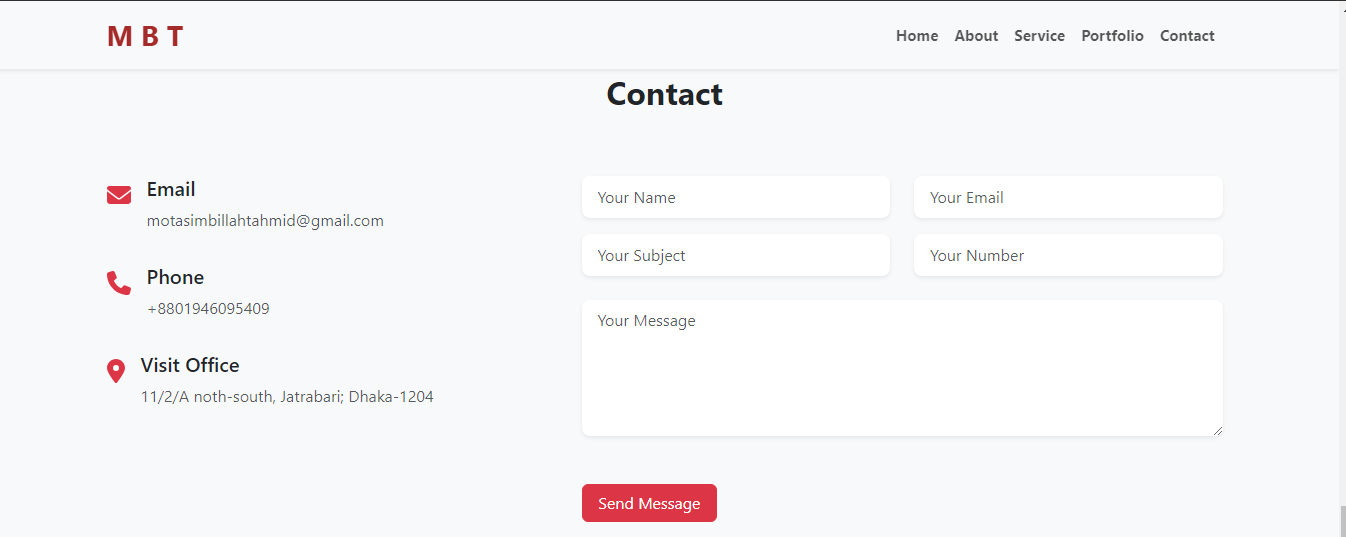 M B T
Home About Service Portfolio Contact
Contact
Email
motasimbillahtahmid@gmail.com
Phone
+8801946095409
Visit Office
11/2/A noth-south, Jatrabari; Dhaka-1204
Your Name Your Email
Your Subject Your Number
Your Message
Send Message